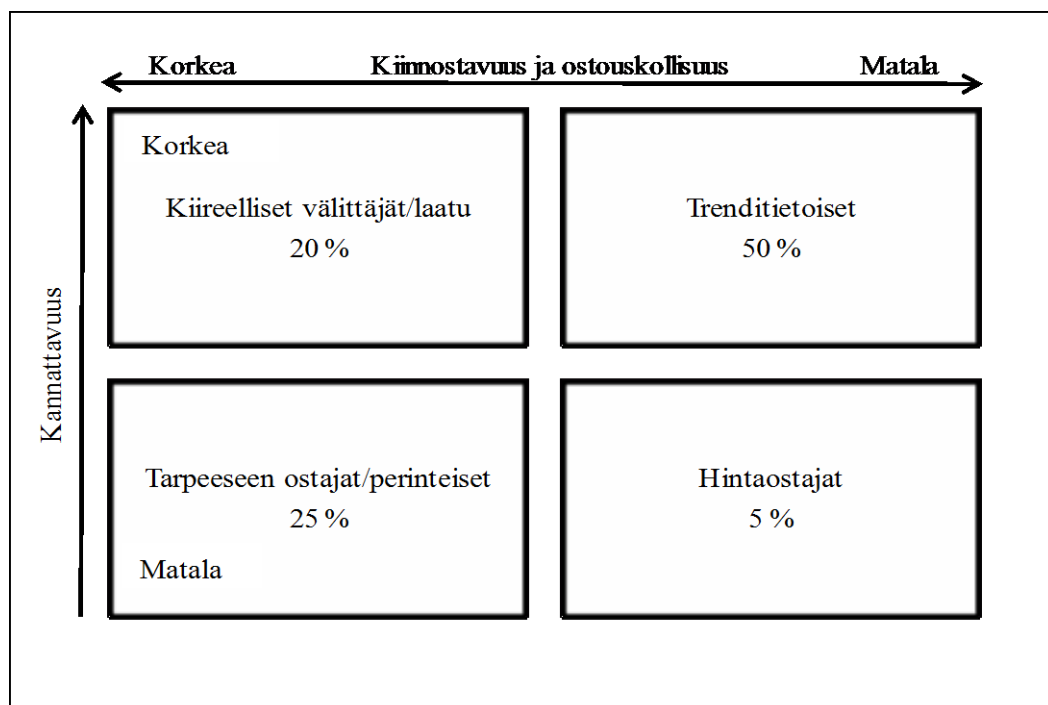 Korkea Kiinnostavuus ja ostouskollisuus Matala
Kannattavuus
Korkea
Kiireelliset välittäjät/laatu
20 %
Trenditietoiset
50 %
Tarpeeseen ostajat/perinteiset
25 %
Matala
Hintaostajat
5 %